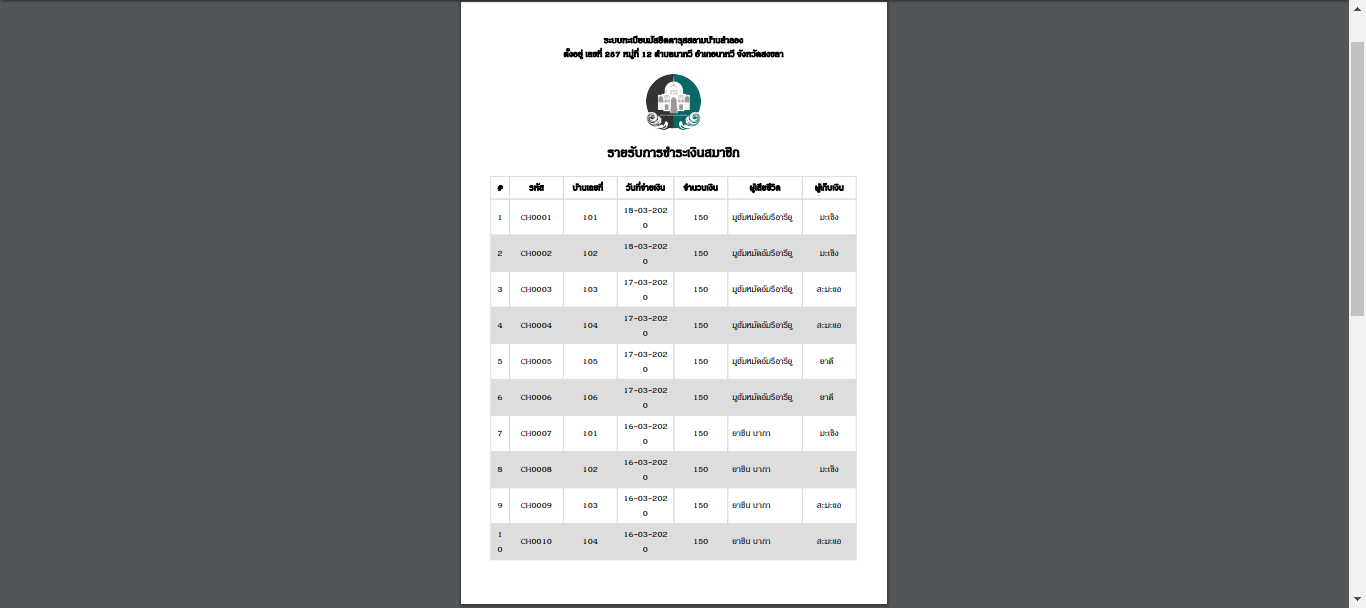 ระบบทะเบียนมัสยิดดารุสสลามบ้านลำลอง
ตั้งอยู่ เลขที่ 257 หมู่ที่ 12 ตำบลนาทวี อำเภอนาทวี จังหวัดสงขลา
รายรับการชำระเงินสมาชิก
# รหัส บ้านเลขที่ วันที่จ่ายเงิน จำนวนเงิน ผู้เสียชีวิต ผู้เก็บเงิน
1 CH0001 101 18-03-2020 150 มูฮัมหมัดอัมรีอารียู มะเซ็ง
2 CH0002 102 18-03-2020 150 มูฮัมหมัดอัมรีอารียู มะเซ็ง
3 CH0003 103 17-03-2020 150 มูฮัมหมัดอัมรีอารียู สะมะแอ
4 CH0004 104 17-03-2020 150 มูฮัมหมัดอัมรีอารียู สะมะแอ
5 CH0005 105 17-03-2020 150 มูฮัมหมัดอัมรีอารียู ยาดี
6 CH0006 106 17-03-2020 150 มูฮัมหมัดอัมรีอารียู ยาดี
7 CH0007 101 16-03-2020 150 ยาซีน บากา มะเซ็ง
8 CH0008 102 16-03-2020 150 ยาซีน บากา มะเซ็ง
9 CH0009 103 16-03-2020 150 ยาซีน บากา สะมะแอ
10 CH0010 104 16-03-2020 150 ยาซีน บากา สะมะแอ